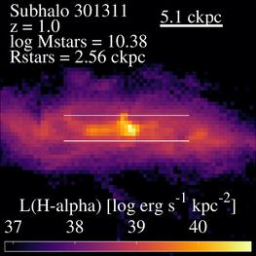 Subhalo 301311
5.1 ckpc
z = 1.0
log Mstars = 10.38
Rstars = 2.56 ckpc
L(H-alpha) [log erg s⁻¹ kpc⁻²]
37 38 39 40